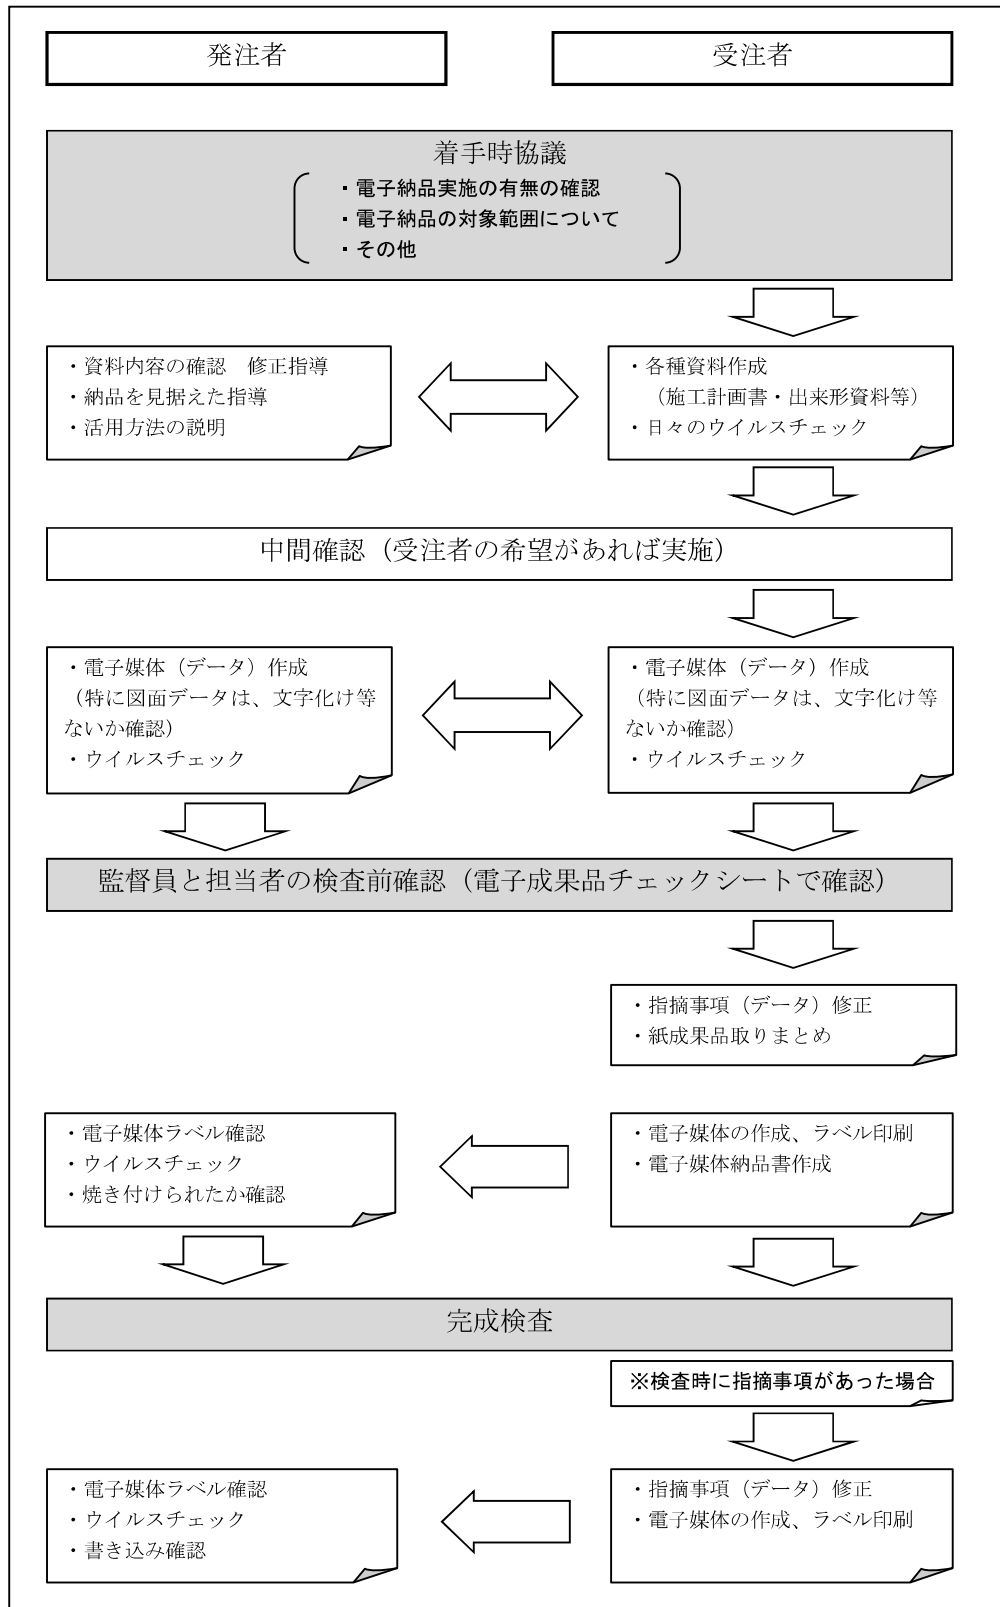 発注者
受注者
着手時協議
・電子納品実施の有無の確認
・電子納品の対象範囲について
・その他
・資料内容の確認　修正指導
・納品を見据えた指導
・活用方法の説明
・各種資料作成
（施工計画書・出来形資料等）
・日々のウイルスチェック
中間確認（受注者の希望があれば実施）
・電子媒体（データ）作成
（特に図面データは、文字化け等
ないか確認）
・ウイルスチェック
・電子媒体（データ）作成
（特に図面データは、文字化け等
ないか確認）
・ウイルスチェック
監督員と担当者の検査前確認（電子成果品チェックシートで確認）
・指摘事項（データ）修正
・紙成果品取りまとめ
・電子媒体ラベル確認
・ウイルスチェック
・焼き付けられたか確認
・電子媒体の作成、ラベル印刷
・電子媒体納品書作成
完成検査
※検査時に指摘事項があった場合
・電子媒体ラベル確認
・ウイルスチェック
・書き込み確認
・指摘事項（データ）修正
・電子媒体の作成、ラベル印刷